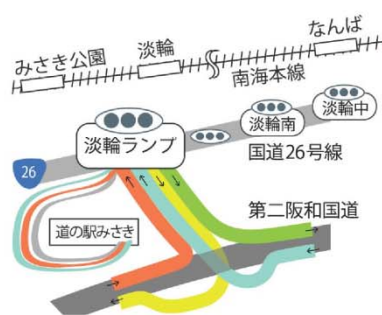 なんば
淡輪
みさき公園
南海本線
淡輪中
淡輪南
淡輪ランプ
国道26号線
26
第二阪和国道
道の駅みさき